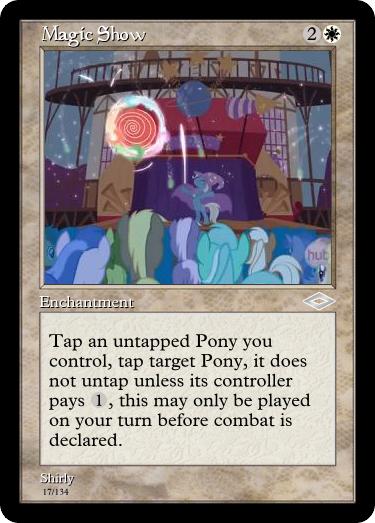 Magic Show 2
hub
Enchantment
Tap an untapped Pony you
control, tap target Pony, it does
not untap unless its controller
pays 1, this may only be played
on your turn before combat is
declared.
Shirly
17/134